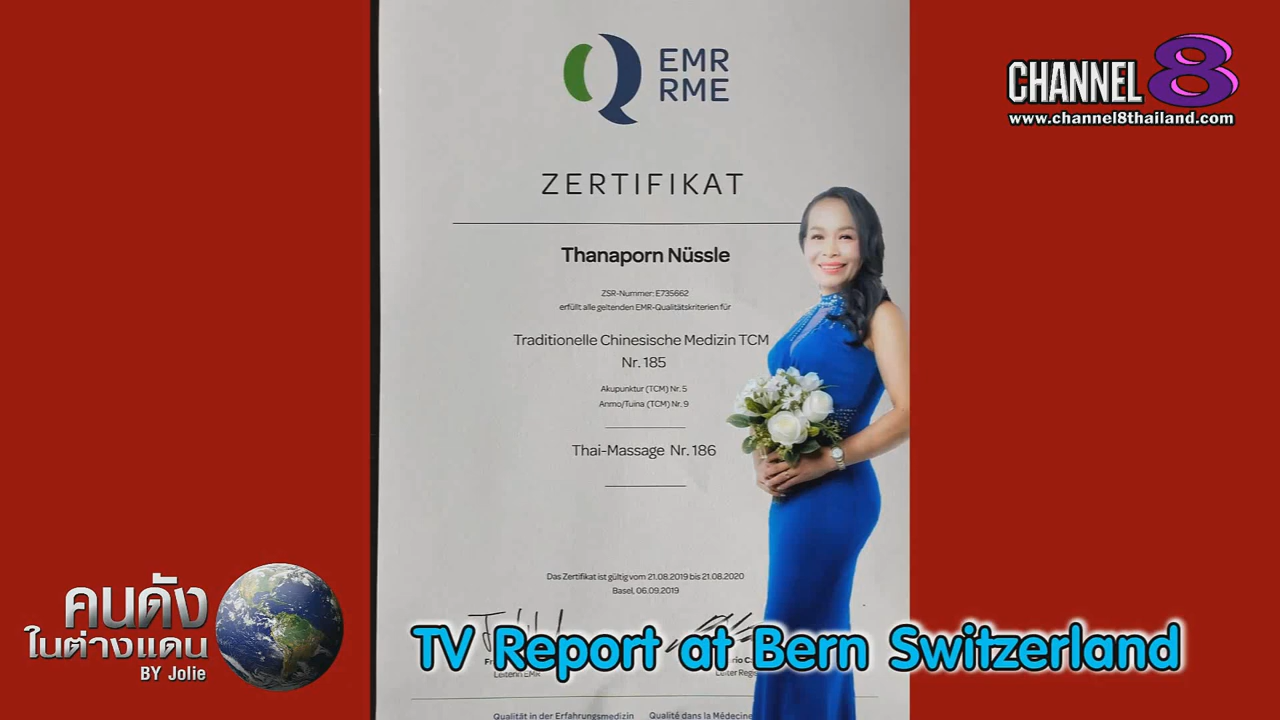 EMR
RME
CHANNEL 8
www.channel8thailand.com
ZERTIFIKAT
Thanaporn Nüssle
ZSR-Nummer: E735662
erfüllt alle geltenden EMR-Qualitätskriterien für
Traditionelle Chinesische Medizin TCM
Nr. 185
Akupunktur (TCM) Nr. 5
Anmo/Tuina (TCM) Nr. 9
Thai-Massage Nr. 186
Das Zertifikat ist gültig vom 21.08.2019 bis 21.08.2020
Basel, 06.09.2019
คนดัง
ในต่างแดน
BY Jolie
TV Report at Bern Switzerland
Leiterin EMR
Leiter
Qualität in der Erfahrungsmedizin
Qualité dans la Médecine